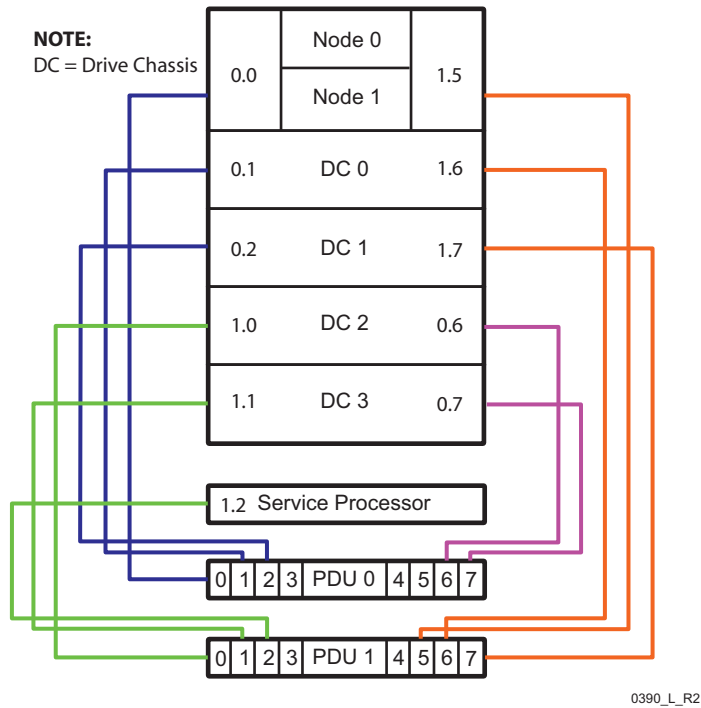 NOTE:
DC = Drive Chassis
Node 0
0.0
1.5
Node 1
0.1 DC 0 1.6
0.2 DC 1 1.7
1.0 DC 2 0.6
1.1 DC 3 0.7
1.2 Service Processor
0 1 2 3 PDU 0 4 5 6 7
0 1 2 3 PDU 1 4 5 6 7
0390_L_R2